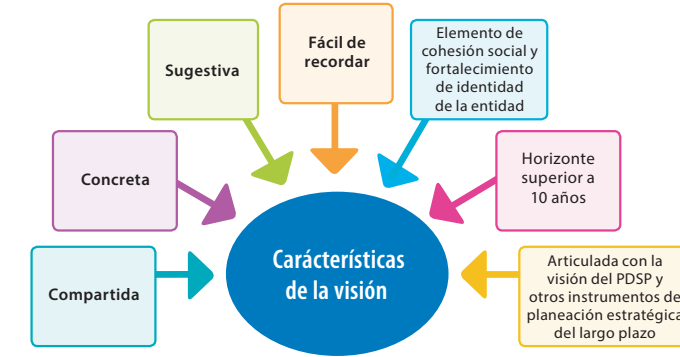 Elemento de
cohesión social y
fortalecimiento
de identidad
de la entidad
Fácil de
recordar
Sugestiva
Concreta
Horizonte
superior a
10 años
Compartida
Carácterísticas
de la visión
Articulada con la
visión del PDSP y
otros instrumentos de
planeación estratégica
del largo plazo